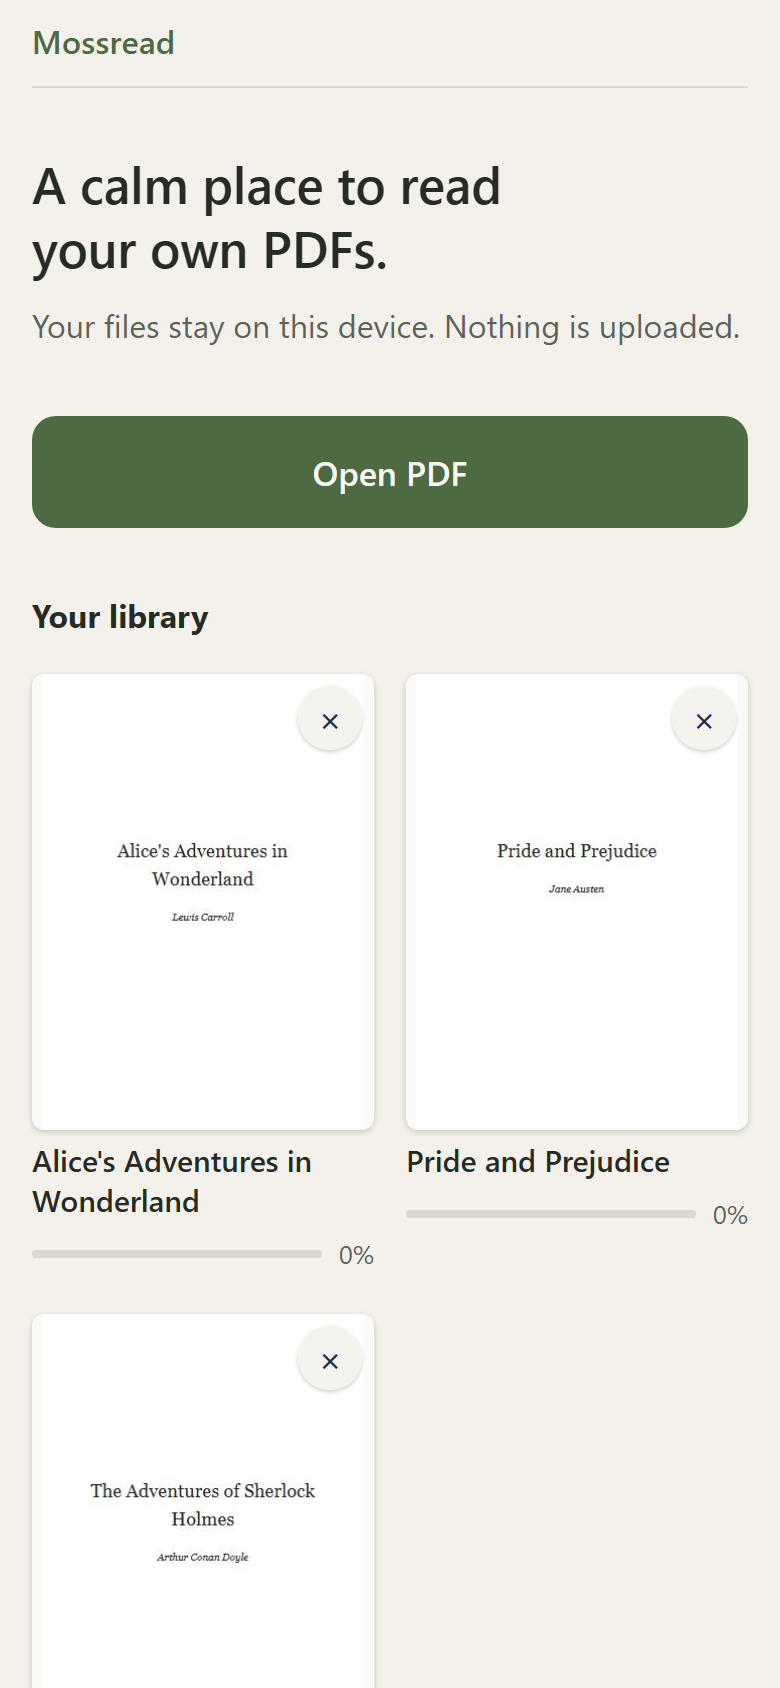 Mossread
A calm place to read
your own PDFs.
Your files stay on this device. Nothing is uploaded.
Open PDF
Your library
×
Alice's Adventures in
Wonderland
Lewis Carroll
Alice's Adventures in
Wonderland
0%
×
Pride and Prejudice
Jane Austen
Pride and Prejudice
0%
×
The Adventures of Sherlock
Holmes
Arthur Conan Doyle